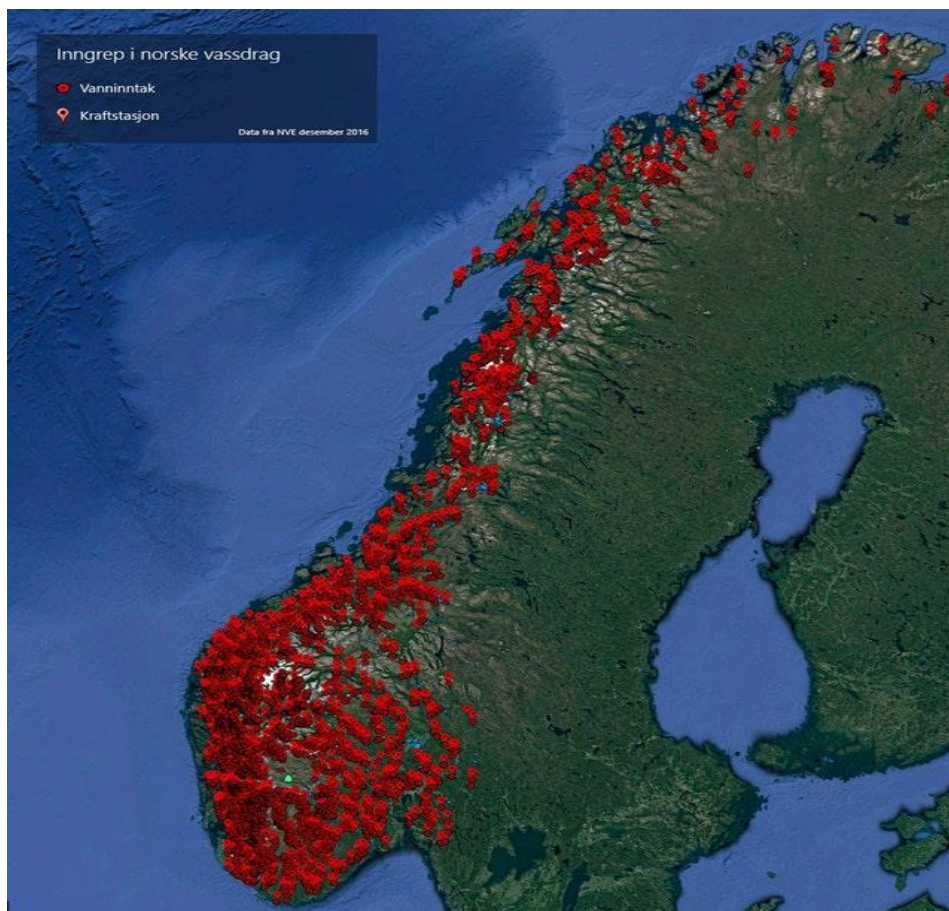 Inngrep i norske vassdrag
Vanninntak
Kraftstasjon
Data fra NVE desember 2016